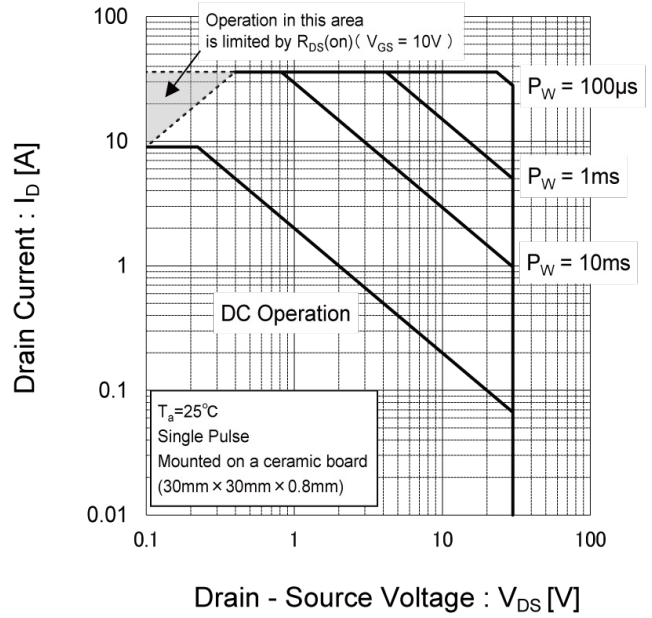 Operation in this area
is limited by RDS(on) ( VGS = 10V )
100
10
1
0.1
0.01
Drain Current : ID [A]
PW = 100μs
PW = 1ms
PW = 10ms
DC Operation
Ta=25℃
Single Pulse
Mounted on a ceramic board
(30mm × 30mm × 0.8mm)
0.1
1
10
100
Drain - Source Voltage : VDS [V]